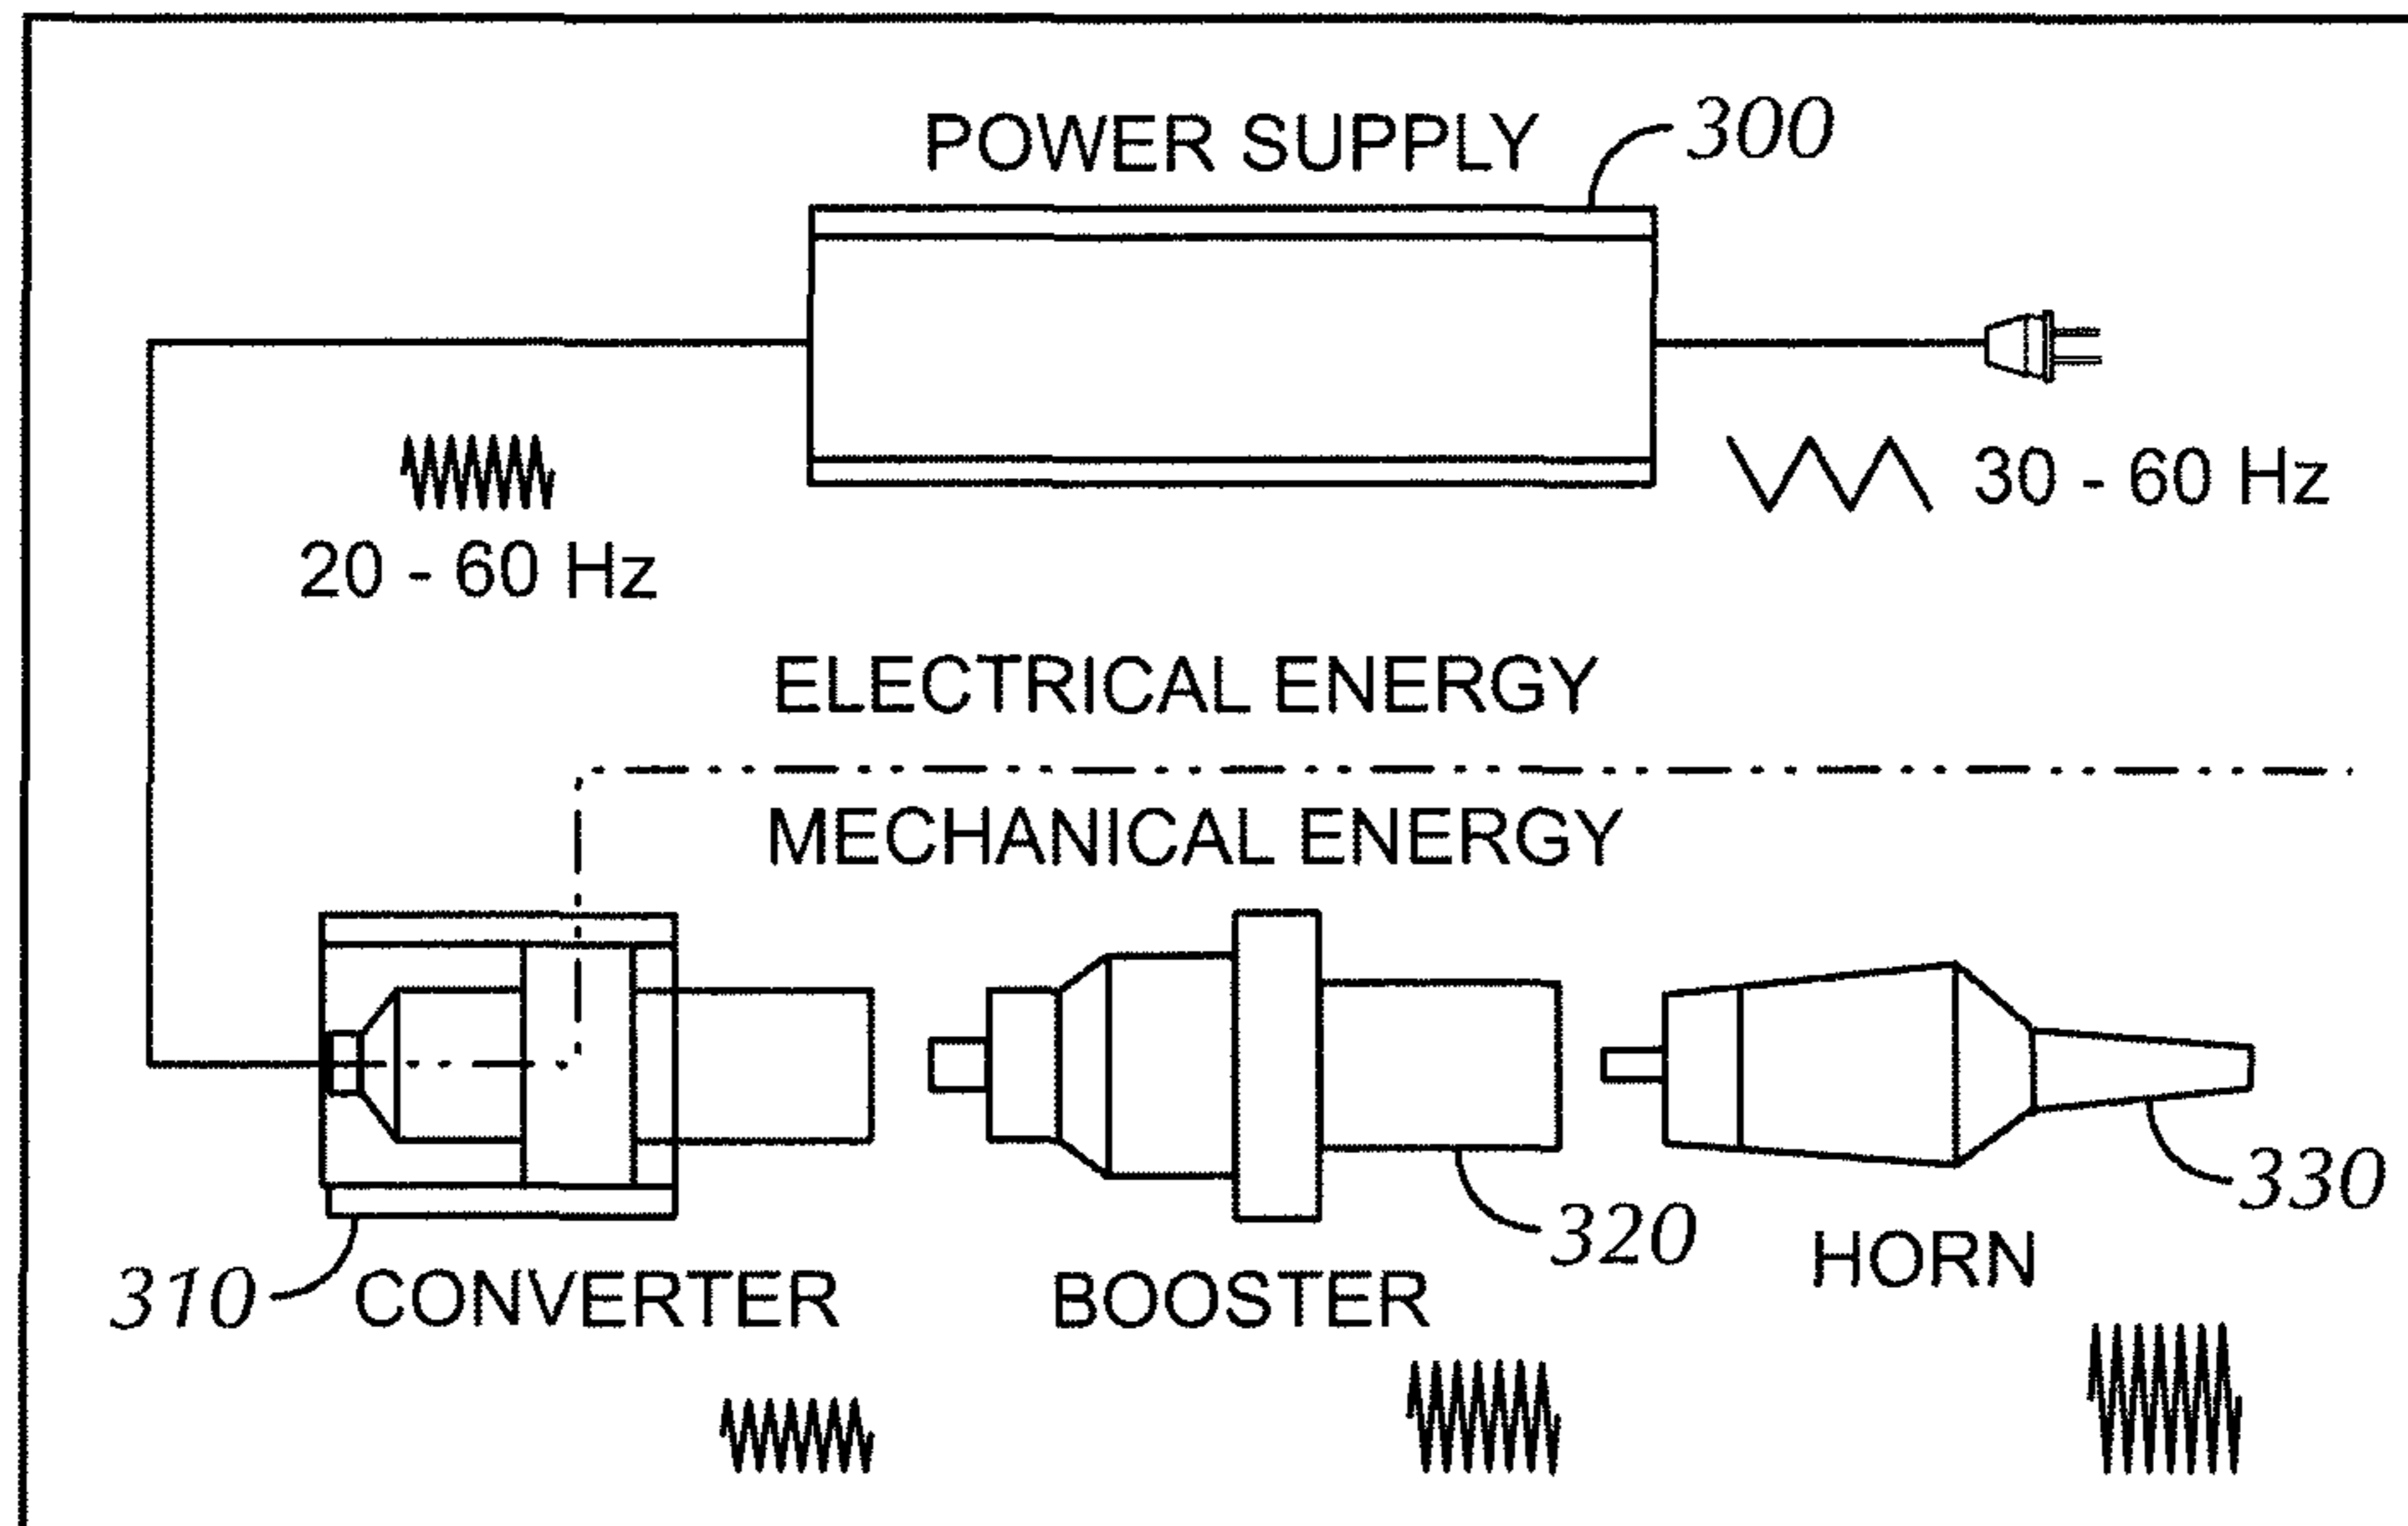 POWER SUPPLY 300
30 - 60 Hz
20 - 60 Hz
ELECTRICAL ENERGY
MECHANICAL ENERGY
310 CONVERTER
BOOSTER 320
HORN 330